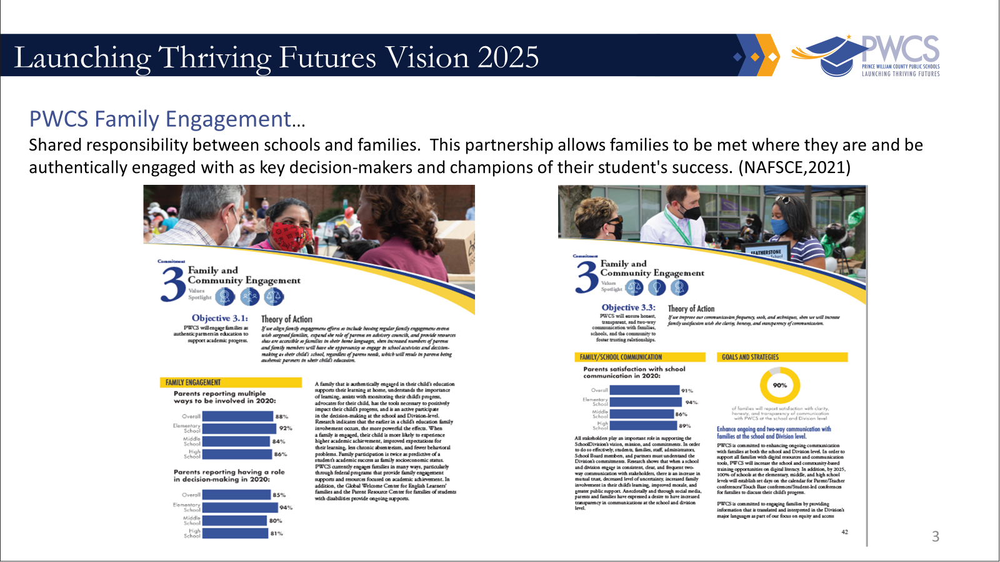 Launching Thriving Futures Vision 2025
PWCS
PRINCE WILLIAM COUNTY PUBLIC SCHOOLS
LAUNCHING THRIVING FUTURES
PWCS Family Engagement...
Shared responsibility between schools and families.  This partnership allows families to be met where they are and be
authentically engaged with as key decision-makers and champions of their student's success. (NAFSCE,2021)
Commitment
3
Family and
Community Engagement
Values
Spotlight
Objective 3.1:
PWCS will engage families as
authentic partners in education to
support academic progress.
Theory of Action
If we align family engagement efforts to include hosting regular family engagement events
with targeted families, expand the role of parents on advisory councils, and provide resources
that are accessible to families in their home languages, then increased numbers of parents
and family members will have the opportunity to engage in school activities and decision-
making at their child's school, regardless of parent needs, which will result in parents being
authentic partners in their child's education.
FAMILY ENGAGEMENT
Parents reporting multiple
ways to be involved in 2020:
Overall 88%
Elementary
School 92%
Middle
School 84%
High
School 86%
Parents reporting having a role
in decision-making in 2020:
Overall 85%
Elementary
School 94%
Middle
School 80%
High
School 81%
A family that is authentically engaged in their child's education
supports their learning at home, understands the importance
of learning, assists with monitoring their child's progress,
advocates for their child, has the tools necessary to positively
impact their child's progress, and is an active participate
in the decision-making at the school and Division-level.
Research indicates that the earlier in a child's education family
involvement occurs, the more powerful the effects. When
a family is engaged, their child is more likely to experience
higher academic achievement, improved expectations for
their learning, less chronic absenteeism, and fewer behavioral
problems. Family participation is twice as predictive of a
student's academic success as family socioeconomic status.
PWCS currently engages families in many ways, particularly
through federal programs that provide family engagement
supports and resources focused on academic achievement. In
addition, the Global Welcome Center for English Learners'
families and the Parent Resource Center for families of students
with disabilities provide ongoing supports.
FEATHERSTONE
School
Commitment
3
Family and
Community Engagement
Values
Spotlight
Objective 3.3:
PWCS will ensure honest,
transparent, and two-way
communication with families,
schools, and the community to
foster trusting relationships.
Theory of Action
If we improve our communication frequency, tools, and techniques, then we will increase
family satisfaction with the clarity, honesty, and transparency of communication.
FAMILY/SCHOOL COMMUNICATION
Parents satisfaction with school
communication in 2020:
Overall 91%
Elementary
School 94%
Middle
School 86%
High
School 89%
All stakeholders play an important role in supporting the
SchoolDivision's vision, mission, and commitments. In order
to do so effectively, students, families, staff, administrators,
School Board members, and partners must understand the
Division's commitments. Research shows that when a school
and division engage in consistent, clear, and frequent two-
way communication with stakeholders, there is an increase in
mutual trust, decreased level of uncertainty, increased family
involvement in their child's learning, improved morale, and
greater public support. Anecdotally and through social media,
parents and families have expressed a desire to have increased
transparency in communications at the school and division
level.
GOALS AND STRATEGIES
90%
of families will report satisfaction with clarity,
honesty, and transparency of communication
with PWCS at the school and Division level.
Enhance ongoing and two-way communication with
families at the school and Division level.
PWCS is committed to enhancing ongoing communication
with families at both the school and Division level. In order to
support all families with digital resources and communication
tools, PWCS will increase the school and community-based
training opportunities on digital literacy. In addition, by 2025,
100% of schools at the elementary, middle, and high school
levels will establish set days on the calendar for Parent/Teacher
conferences/Touch Base conferences/Student-led conferences
for families to discuss their child's progress.
PWCS is committed to engaging families by providing
information that is translated and interpreted in the Division's
major languages as part of our focus on equity and access
42
3